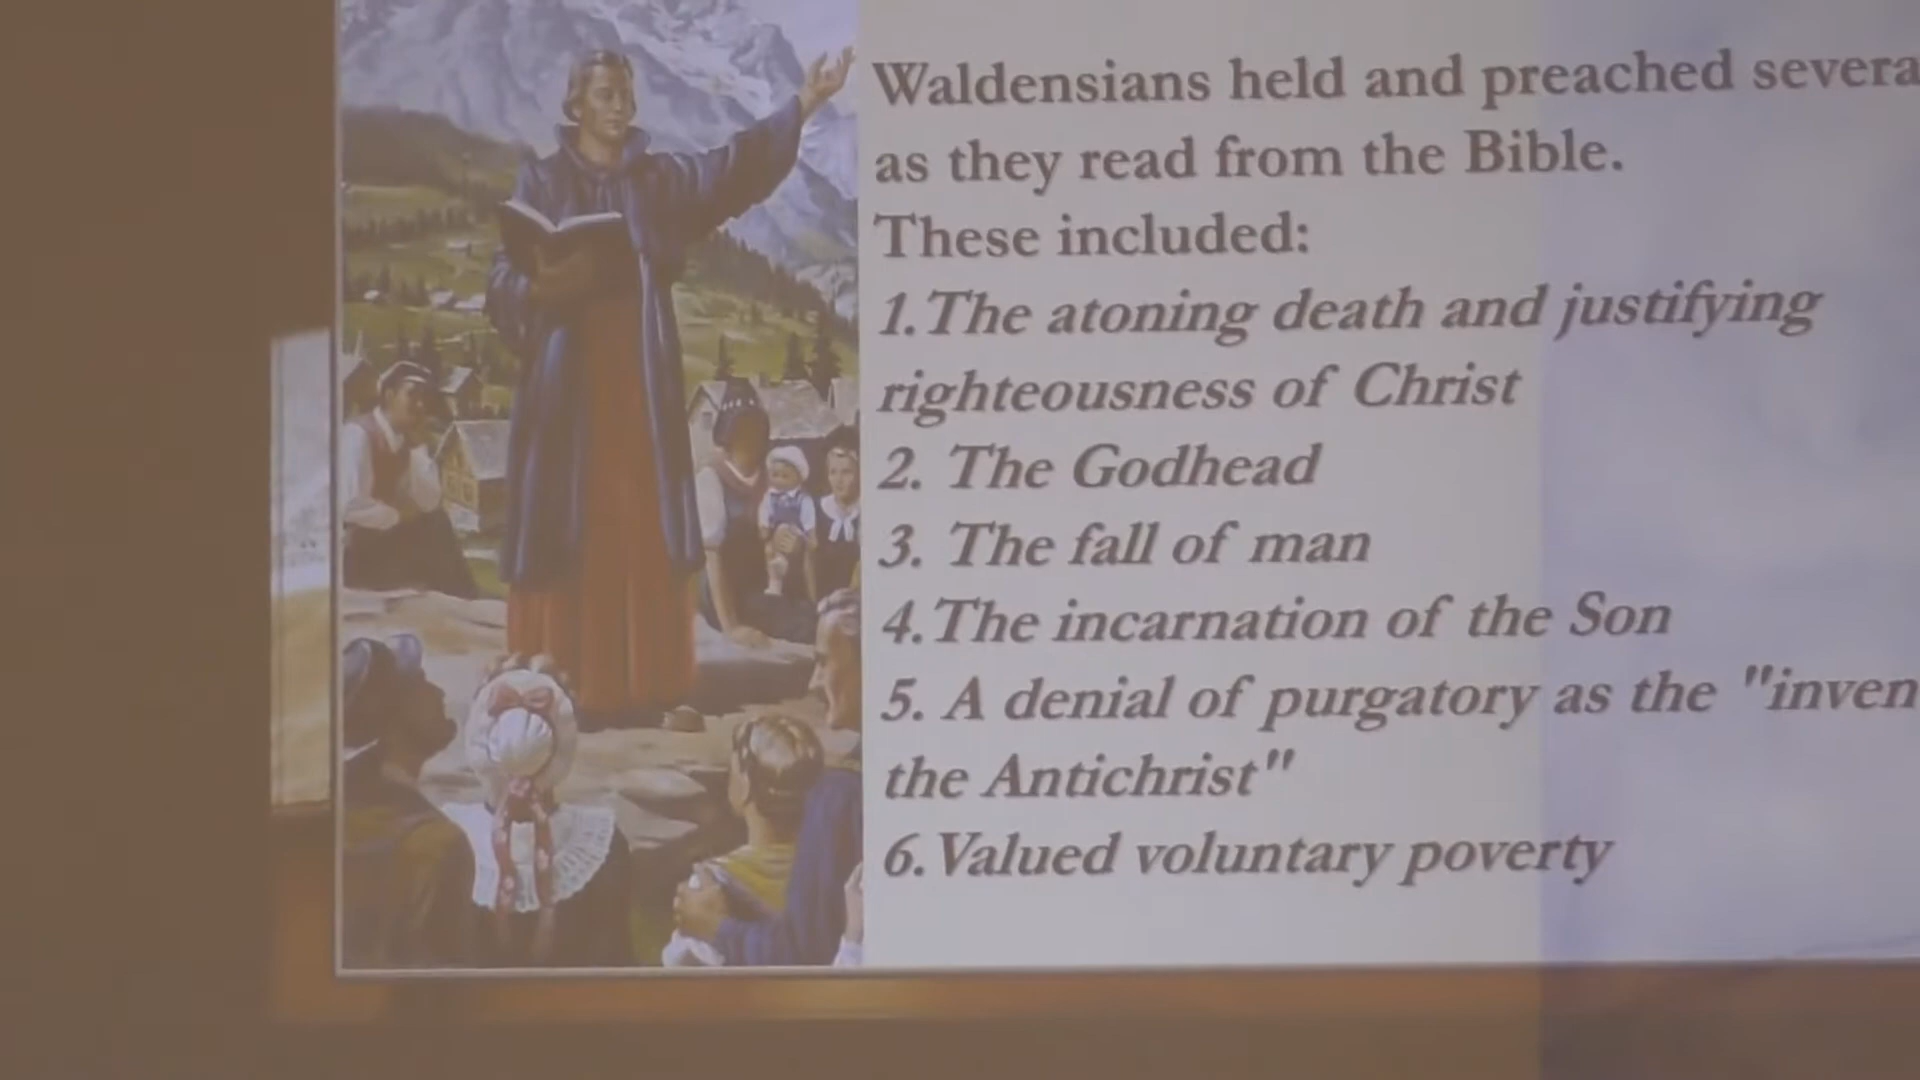 Waldensians held and preached severa
as they read from the Bible.
These included:
1. The atoning death and justifying
righteousness of Christ
2. The Godhead
3. The fall of man
4. The incarnation of the Son
5. A denial of purgatory as the "inven
the Antichrist"
6. Valued voluntary poverty